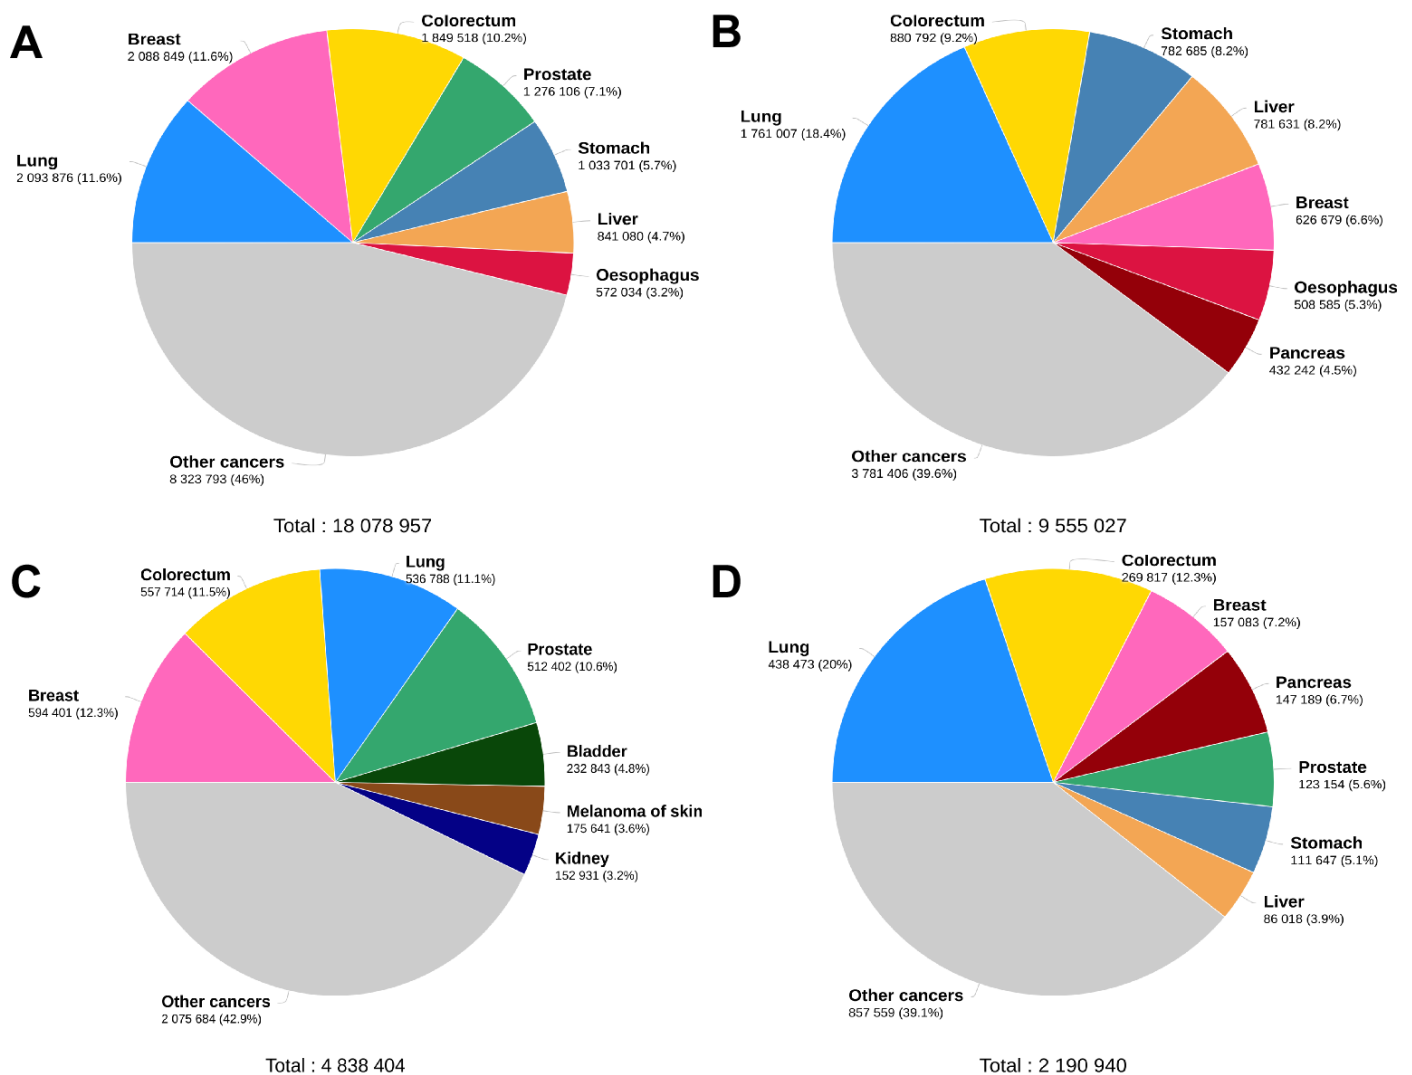 A
Breast
2 088 849 (11.6%)
Colorectum
1 849 518 (10.2%)
Prostate
1 276 106 (7.1%)
Stomach
1 033 701 (5.7%)
Liver
841 080 (4.7%)
Oesophagus
572 034 (3.2%)
Lung
2 093 876 (11.6%)
Other cancers
8 323 793 (46%)
Total : 18 078 957
B
Colorectum
880 792 (9.2%)
Stomach
782 685 (8.2%)
Liver
781 631 (8.2%)
Lung
1 761 007 (18.4%)
Breast
626 679 (6.6%)
Oesophagus
508 585 (5.3%)
Pancreas
432 242 (4.5%)
Other cancers
3 781 406 (39.6%)
Total : 9 555 027
C
Colorectum
557 714 (11.5%)
Lung
536 788 (11.1%)
Prostate
512 402 (10.6%)
Breast
594 401 (12.3%)
Bladder
232 843 (4.8%)
Melanoma of skin
175 641 (3.6%)
Kidney
152 931 (3.2%)
Other cancers
2 075 684 (42.9%)
Total : 4 838 404
D
Colorectum
269 817 (12.3%)
Breast
157 083 (7.2%)
Lung
438 473 (20%)
Pancreas
147 189 (6.7%)
Prostate
123 154 (5.6%)
Stomach
111 647 (5.1%)
Liver
86 018 (3.9%)
Other cancers
857 559 (39.1%)
Total : 2 190 940